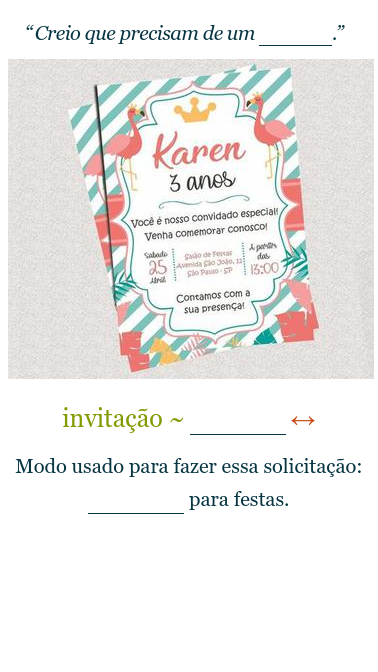 “Creio que precisam de um ________.”
Karen
3 anos
Você é nosso convidado especial!
Venha comemorar conosco!
Sabado
25
Abril
Salão de Festas
Avenida São João, 12
São Paulo - SP
A partir
das
13:00
Contamos com a
sua presença!
invitação ~ ________ ↔
Modo usado para fazer essa solicitação:
________ para festas.